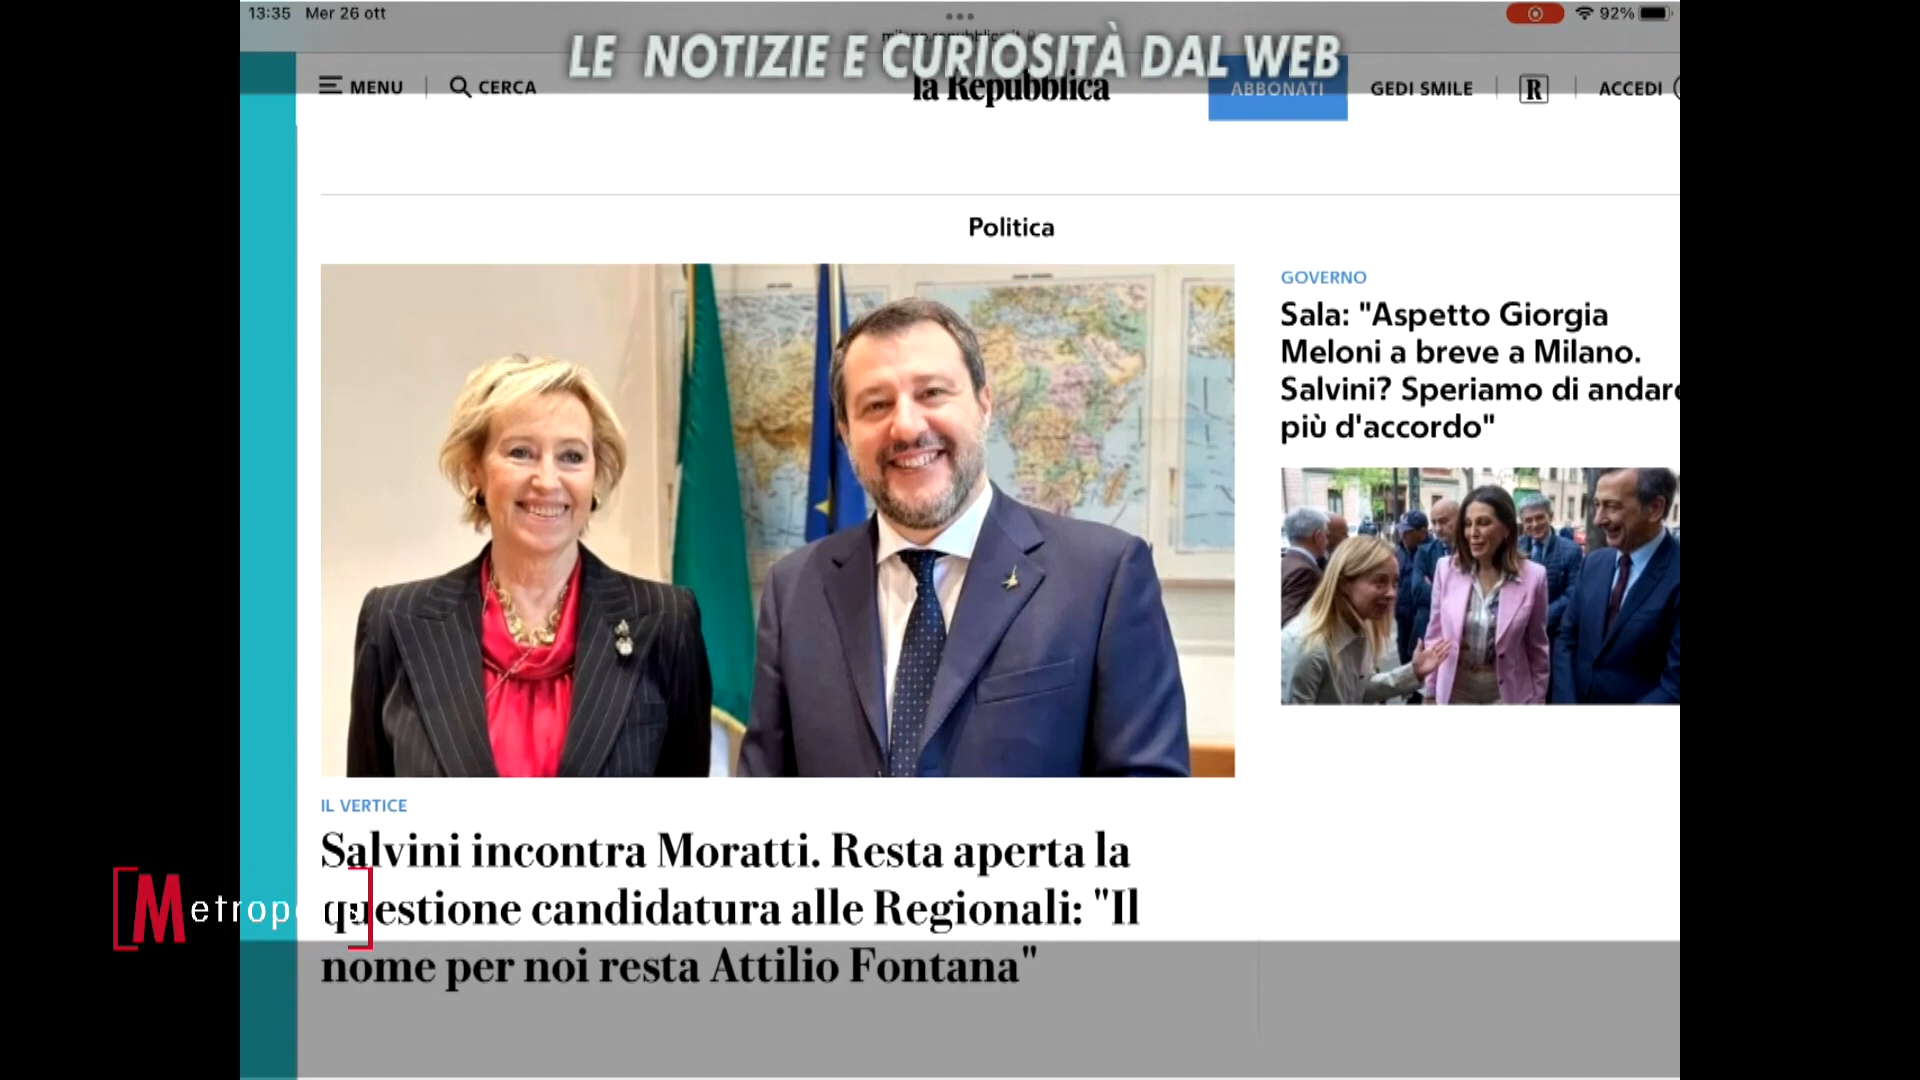 13:35 Mer 26 ott
92%
LE NOTIZIE E CURIOSITÀ DAL WEB
MENU
CERCA
la Repubblica
ABBONATI
GEDI SMILE
R
ACCEDI
Politica
GOVERNO
Sala: "Aspetto Giorgia
Meloni a breve a Milano.
Salvini? Speriamo di andare
più d'accordo"
IL VERTICE
Salvini incontra Moratti. Resta aperta la
questione candidatura alle Regionali: "Il
nome per noi resta Attilio Fontana"
[Metropolis]